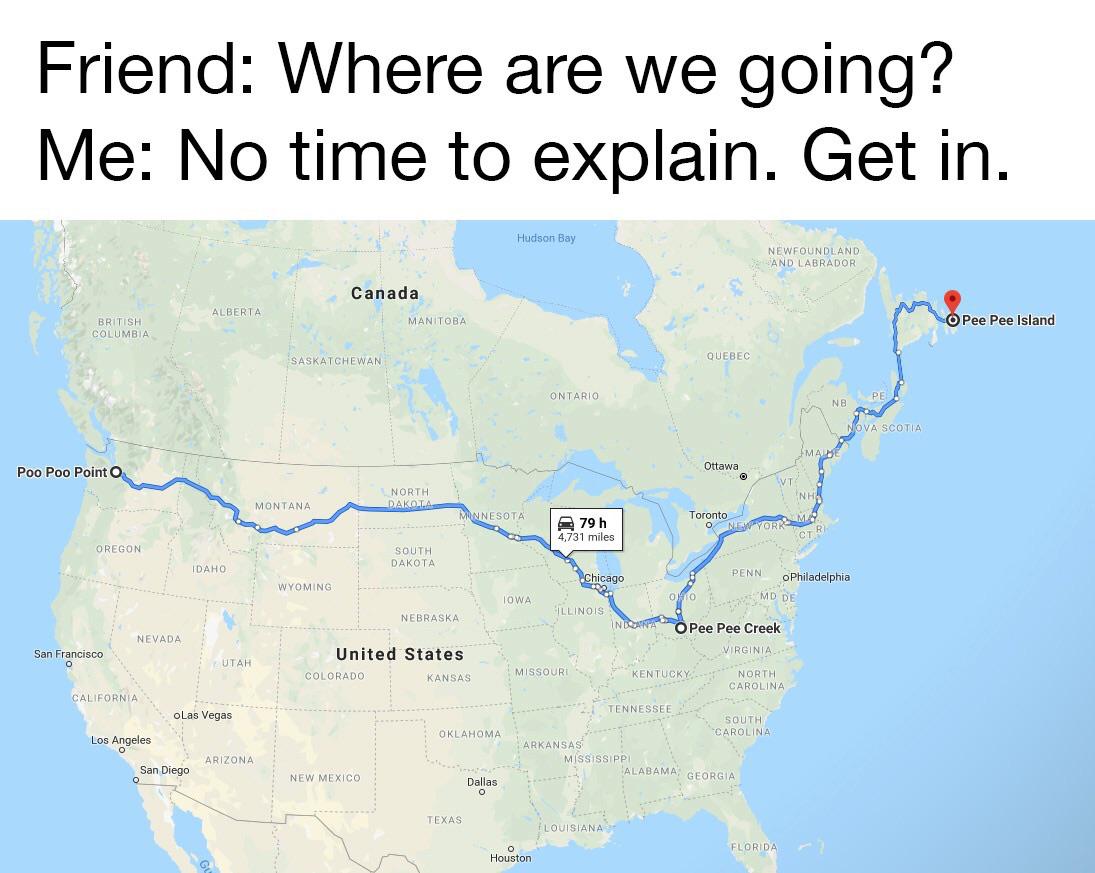 Friend: Where are we going?
Me: No time to explain. Get in.
Hudson Bay
NEWFOUNDLAND
AND LABRADOR
Canada
ALBERTA
BRITISH
COLUMBIA
MANITOBA
Pee Pee Island
SASKATCHEWAN
QUEBEC
ONTARIO
NB
PE
NOVA SCOTIA
MAINE
Poo Poo Point
Ottawa
VT
NH
MONTANA
NORTH
DAKOTA
MINNESOTA
Toronto
NEW YORK
MA
CT
RI
79 h
4,731 miles
OREGON
SOUTH
DAKOTA
IDAHO
WYOMING
Chicago
PENN
Philadelphia
IOWA
OHIO
MD
DE
ILLINOIS
NEBRASKA
INDIANA
Pee Pee Creek
NEVADA
San Francisco
UTAH
United States
VIRGINIA
COLORADO
KANSAS
MISSOURI
KENTUCKY
NORTH
CAROLINA
CALIFORNIA
Las Vegas
TENNESSEE
Los Angeles
OKLAHOMA
ARKANSAS
SOUTH
CAROLINA
San Diego
ARIZONA
NEW MEXICO
MISSISSIPPI
ALABAMA
GEORGIA
Dallas
TEXAS
LOUISIANA
Houston
FLORIDA
Gu